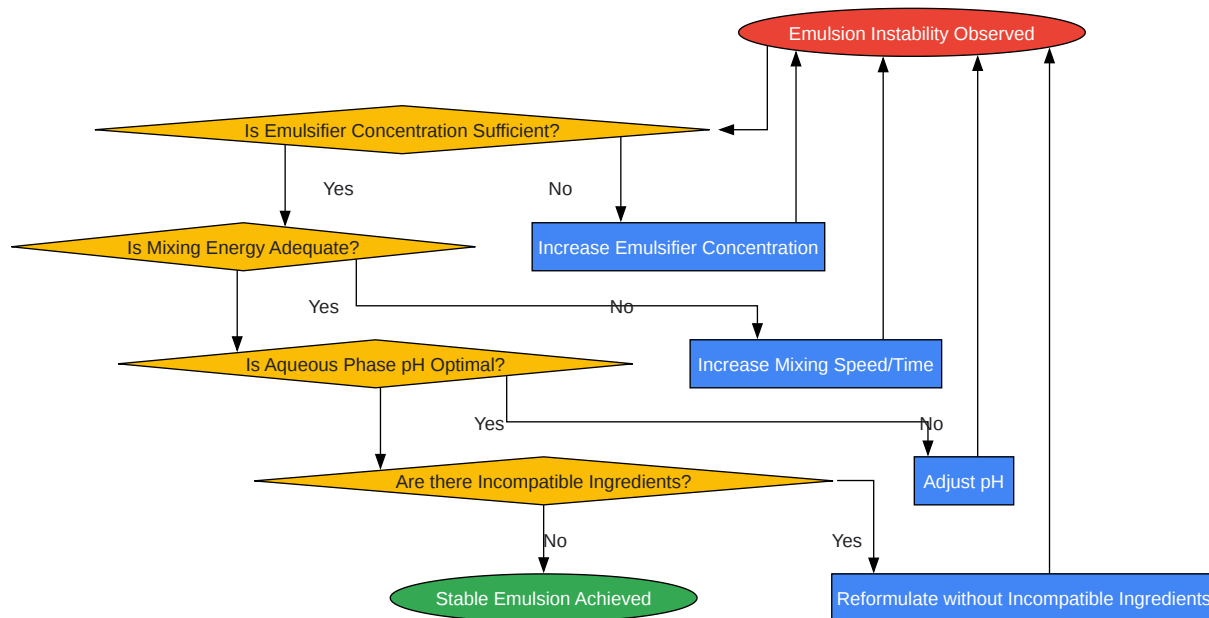 Emulsion Instability Observed
Is Emulsifier Concentration Sufficient?
Yes
No
Is Mixing Energy Adequate?
Increase Emulsifier Concentration
Yes
No
Is Aqueous Phase pH Optimal?
Increase Mixing Speed/Time
Yes
No
Are there Incompatible Ingredients?
Adjust pH
No
Yes
Stable Emulsion Achieved
Reformulate without Incompatible Ingredients